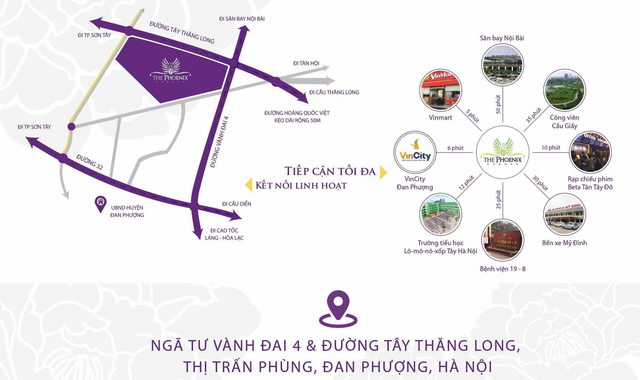 ĐI SÂN BAY NỘI BÀI
ĐƯỜNG TÂY THĂNG LONG
ĐI TP SƠN TÂY
THE PHOENIX
ĐI TÂN HỘI
ĐI CẦU THĂNG LONG
ĐƯỜNG HOÀNG QUỐC VIỆT
KÉO DÀI RỘNG 50M
ĐƯỜNG VÀNH ĐAI 4
ĐI TP SƠN TÂY
ĐƯỜNG 32
UBND HUYỆN
ĐAN PHƯỢNG
ĐI CẦU DIỄN
ĐI CAO TỐC
LÁNG - HÒA LẠC
TIẾP CẬN TỐI ĐA
KẾT NỐI LINH HOẠT
Sân bay Nội Bài
50 phút
VinMart
Vinmart
5 phút
Công viên
Cầu Giấy
35 phút
VINCITY
VinCity
Đan Phượng
6 phút
THE PHOENIX
GARDEN
10 phút
Rạp chiếu phim
Beta Tân Tây Đô
12 phút
Trường tiểu học
Lô-mô-nô-xốp Tây Hà Nội
25 phút
Bệnh viện 19 - 8
30 phút
Bến xe Mỹ Đình
NGÃ TƯ VÀNH ĐAI 4 & ĐƯỜNG TÂY THĂNG LONG,
THỊ TRẤN PHÙNG, ĐAN PHƯỢNG, HÀ NỘI